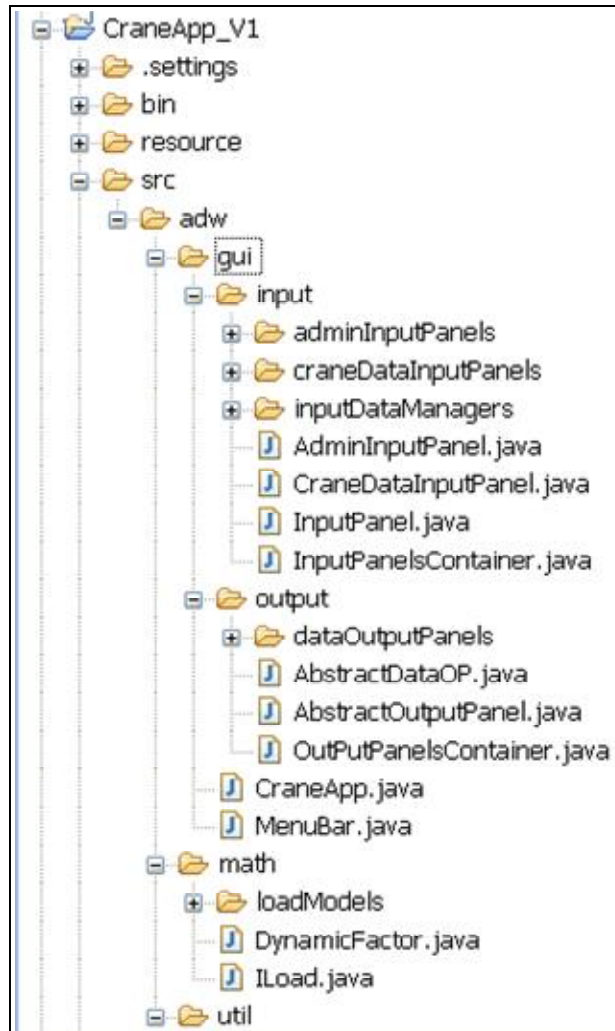 CraneApp_V1
.settings
bin
resource
src
adw
gui
input
adminInputPanels
craneDataInputPanels
inputDataManagers
AdminInputPanel.java
CraneDataInputPanel.java
InputPanel.java
InputPanelsContainer.java
output
dataOutputPanels
AbstractDataOP.java
AbstractOutputPanel.java
OutPutPanelsContainer.java
CraneApp.java
MenuBar.java
math
loadModels
DynamicFactor.java
ILoad.java
util